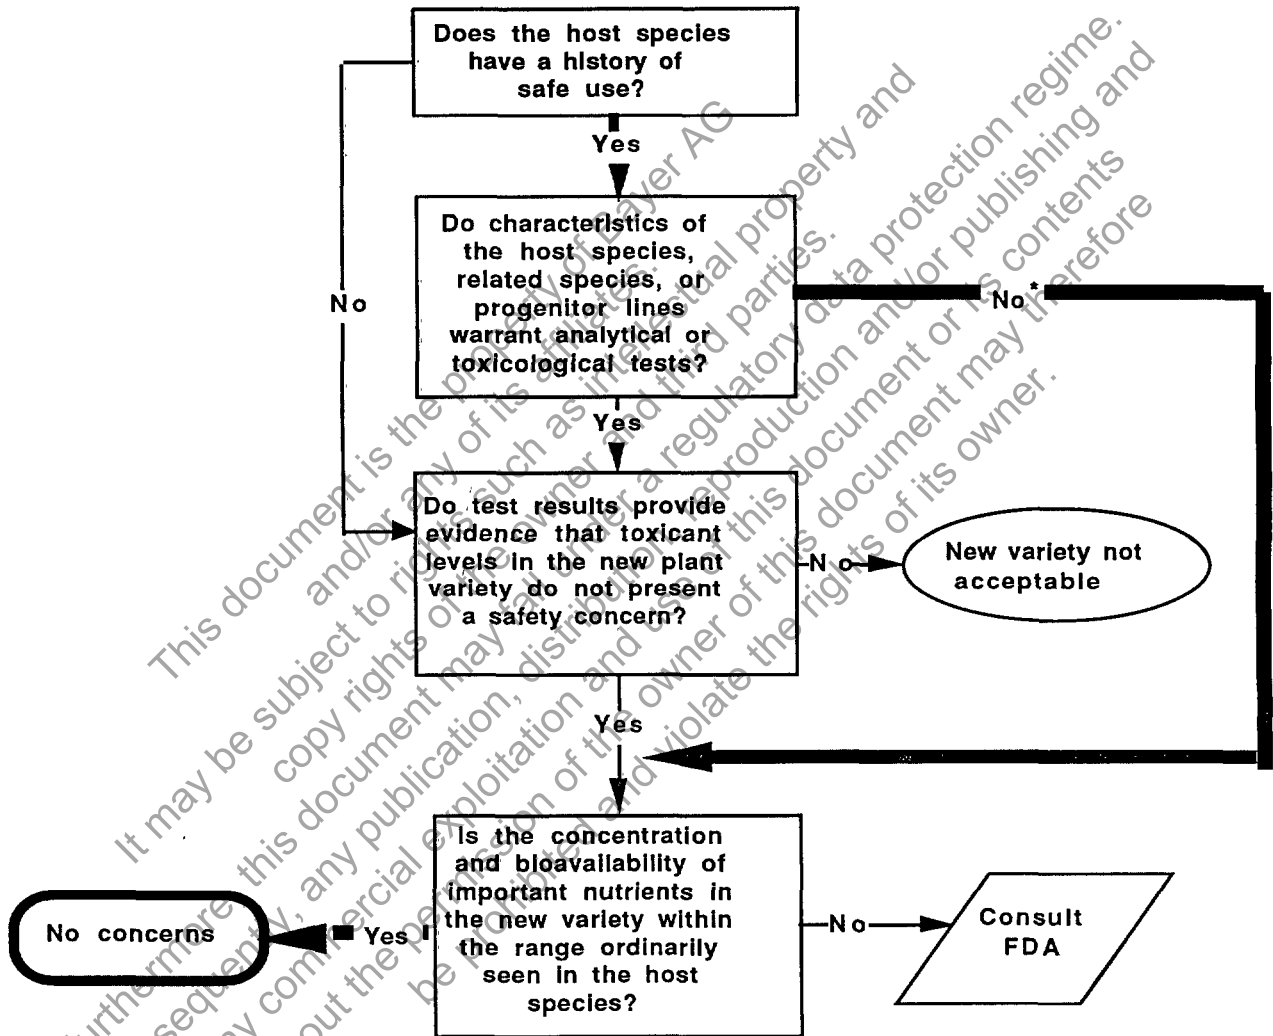 Does the host species
have a history of
safe use?
Yes
Do characteristics of
the host species,
related species, or
progenitor lines
warrant analytical or
toxicological tests?
No
No*
Yes
Do test results provide
evidence that toxicant
levels in the new plant
variety do not present
a safety concern?
No
New variety not
acceptable
Yes
Is the concentration
and bioavailability of
important nutrients in
the new variety within
the range ordinarily
seen in the host
species?
Yes
No concerns
No
Consult
FDA
This document is the property of Bayer AG
and/or any of its affiliates.
It may be subject to rights such as intellectual property and
copy rights of the owner and third parties.
this document may fall under a regulatory data protection regime.
any publication, distribution, reproduction and/or publishing and
commercial exploitation and use of this document or its contents
out the permission of the owner of this document may therefore
be prohibited and violate the rights of its owner.